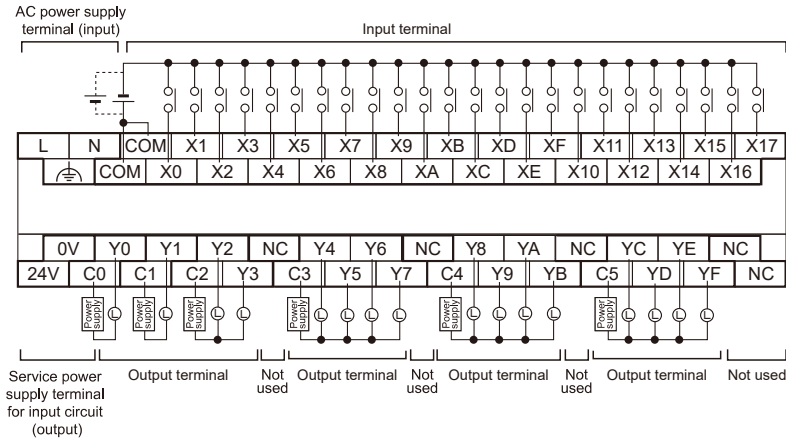 AC power supply
terminal (input)
Input terminal
L N COM X1 X3 X5 X7 X9 XB XD XF X11 X13 X15 X17
COM X0 X2 X4 X6 X8 XA XC XE X10 X12 X14 X16
0V Y0 Y1 Y2 NC Y4 Y6 NC Y8 YA NC YC YE NC
24V C0 C1 C2 Y3 C3 Y5 Y7 C4 Y9 YB C5 YD YF NC
Power
supply
L
Power
supply
L
Power
supply
L
L
Power
supply
L
L
L
L
Power
supply
L
L
L
L
Power
supply
L
L
L
L
Service power
supply terminal
for input circuit
(output)
Output terminal
Not
used
Output terminal
Not
used
Output terminal
Not
used
Output terminal
Not used